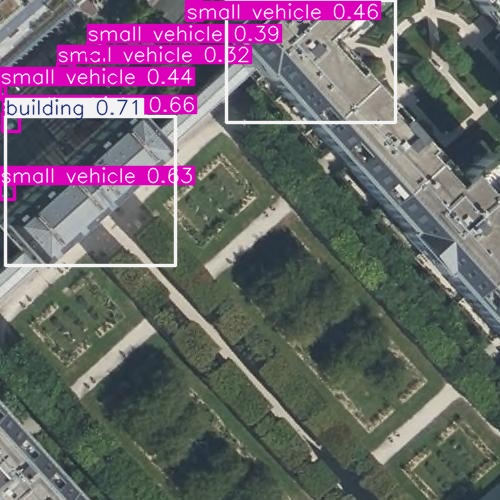 small vehicle 0.46
small vehicle 0.39
small vehicle 0.32
small vehicle 0.44
building 0.71 0.66
small vehicle 0.63